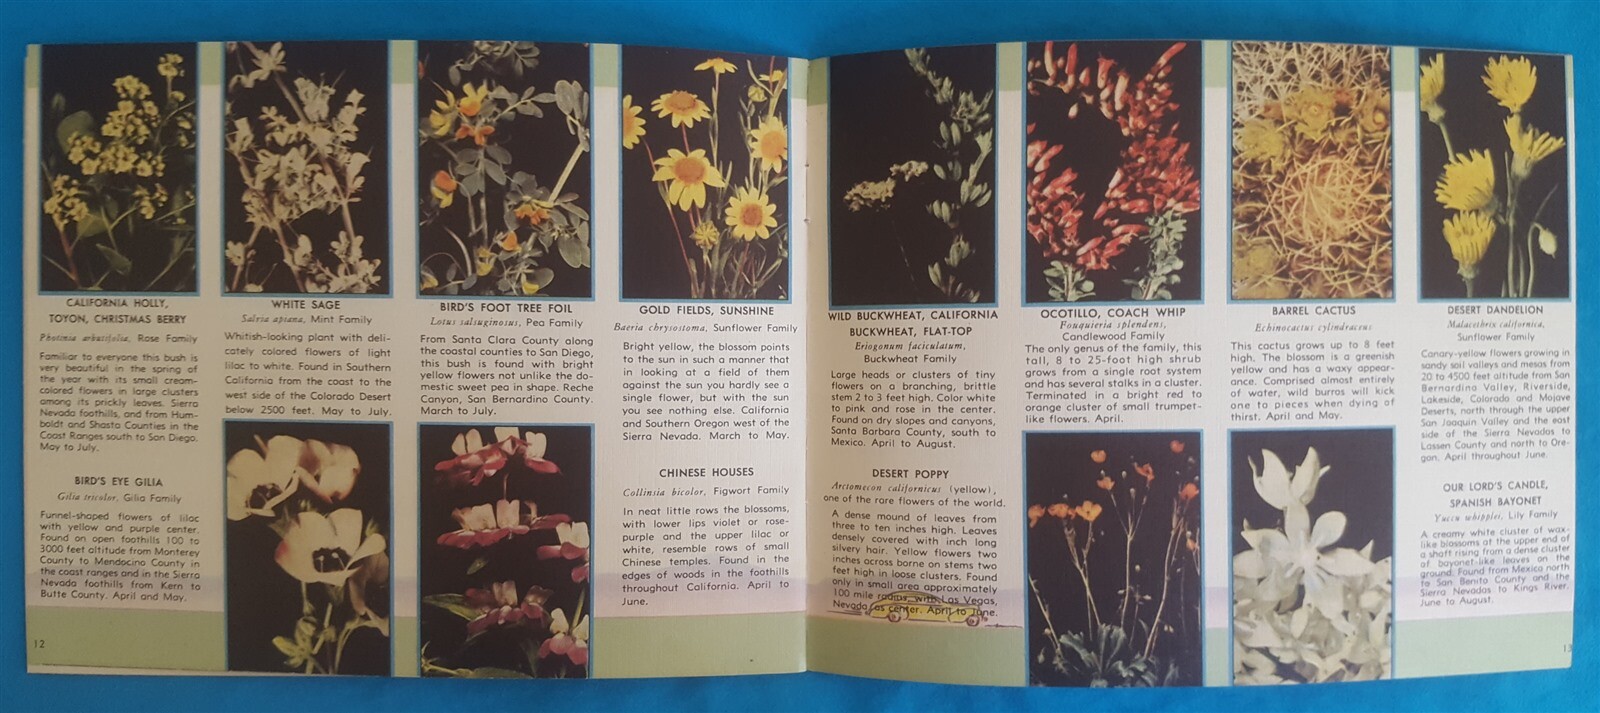 CALIFORNIA HOLLY,
TOYON, CHRISTMAS BERRY
Photinia arbutifolia, Rose Family
Familiar to everyone this bush is
very beautiful in the spring of
the year with its small cream-
colored flowers in large clusters
among its prickly leaves. Sierra
Nevada foothills, and from Hum-
boldt and Shasta Counties in the
Coast Ranges south to San Diego.
May to July.
BIRD'S EYE GILIA
Gilia tricolor, Gilia Family
Funnel-shaped flowers of lilac
with yellow and purple center.
Found on open foothills 100 to
3000 feet altitude from Monterey
County to Mendocino County in
the coast ranges and in the Sierra
Nevada foothills from Kern to
Butte County. April and May.
12
WHITE SAGE
Salvia apiana, Mint Family
Whitish-looking plant with deli-
cately colored flowers of light
lilac to white. Found in Southern
California from the coast to the
west side of the Colorado Desert
below 2500 feet. May to July.
BIRD'S FOOT TREE FOIL
Lotus salsuginosus, Pea Family
From Santa Clara County along
the coastal counties to San Diego,
this bush is found with bright
yellow flowers not unlike the do-
mestic sweet pea in shape. Reche
Canyon, San Bernardino County.
March to July.
GOLD FIELDS, SUNSHINE
Baeria chrysostoma, Sunflower Family
Bright yellow, the blossom points
to the sun in such a manner that
in looking at a field of them
against the sun you hardly see a
single flower, but with the sun
you see nothing else. California
and Southern Oregon west of the
Sierra Nevada. March to May.
CHINESE HOUSES
Collinsia bicolor, Figwort Family
In neat little rows the blossoms,
with lower lips violet or rose-
purple and the upper lilac or
white, resemble rows of small
Chinese temples. Found in the
edges of woods in the foothills
throughout California. April to
June.
WILD BUCKWHEAT, CALIFORNIA
BUCKWHEAT, FLAT-TOP
Eriogonum faciculatum,
Buckwheat Family
Large heads or clusters of tiny
flowers on a branching, brittle
stem 2 to 3 feet high. Color white
to pink and rose in the center.
Found on dry slopes and canyons,
Santa Barbara County, south to
Mexico. April to August.
DESERT POPPY
Arctomecon californicus (yellow),
one of the rare flowers of the world.
A dense mound of leaves from
three to ten inches high. Leaves
densely covered with inch long
silvery hair. Yellow flowers two
inches across borne on stems two
feet high in loose clusters. Found
only in small area approximately
100 mile radius, with Las Vegas,
Nevada as center. April to June.
OCOTILLO, COACH WHIP
Fouquieria splendens,
Candlewood Family
The only genus of the family, this
tall, 8 to 25-foot high shrub
grows from a single root system
and has several stalks in a cluster.
Terminated in a bright red to
orange cluster of small trumpet-
like flowers. April.
BARREL CACTUS
Echinocactus cylindraceus
This cactus grows up to 8 feet
high. The blossom is a greenish
yellow and has a waxy appear-
ance. Comprised almost entirely
of water, wild burros will kick
one to pieces when dying of
thirst. April and May.
DESERT DANDELION
Malacothrix californica,
Sunflower Family
Canary-yellow flowers growing in
sandy soil valleys and mesas from
20 to 4500 feet altitude from San
Bernardino Valley, Riverside,
Lakeside, Colorado and Mojave
Deserts, north through the upper
San Joaquin Valley and the east
side of the Sierra Nevadas to
Lassen County and north to Ore-
gon. April throughout June.
OUR LORD'S CANDLE,
SPANISH BAYONET
Yucca whipplei, Lily Family
A creamy white cluster of wax-
like blossoms at the upper end of
a shaft rising from a dense cluster
of bayonet-like leaves on the
ground. Found from Mexico north
to San Benito County and the
Sierra Nevadas to Kings River.
June to August.
13